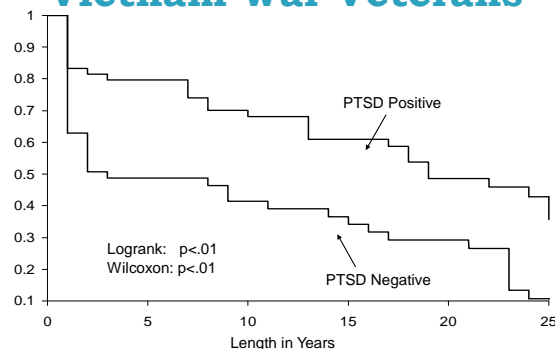 Vietnam War Veterans
1
0.9
0.8
0.7
0.6
0.5
0.4
0.3
0.2
0.1
PTSD Positive
Logrank: p<.01
Wilcoxon: p<.01
PTSD Negative
0 5 10 15 20 25
Length in Years